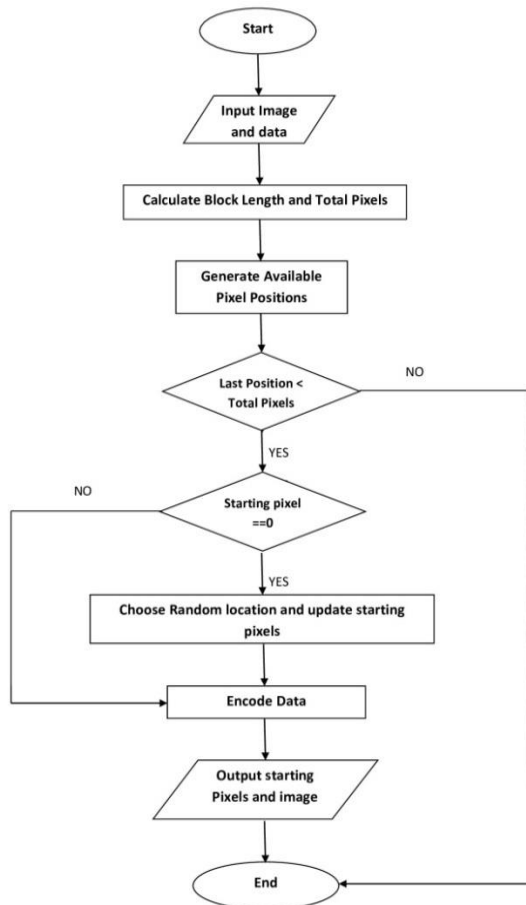 Start
Input Image
and data
Calculate Block Length and Total Pixels
Generate Available
Pixel Positions
Last Position <
Total Pixels
NO
YES
NO
Starting pixel
==0
YES
Choose Random location and update starting
pixels
Encode Data
Output starting
Pixels and image
End